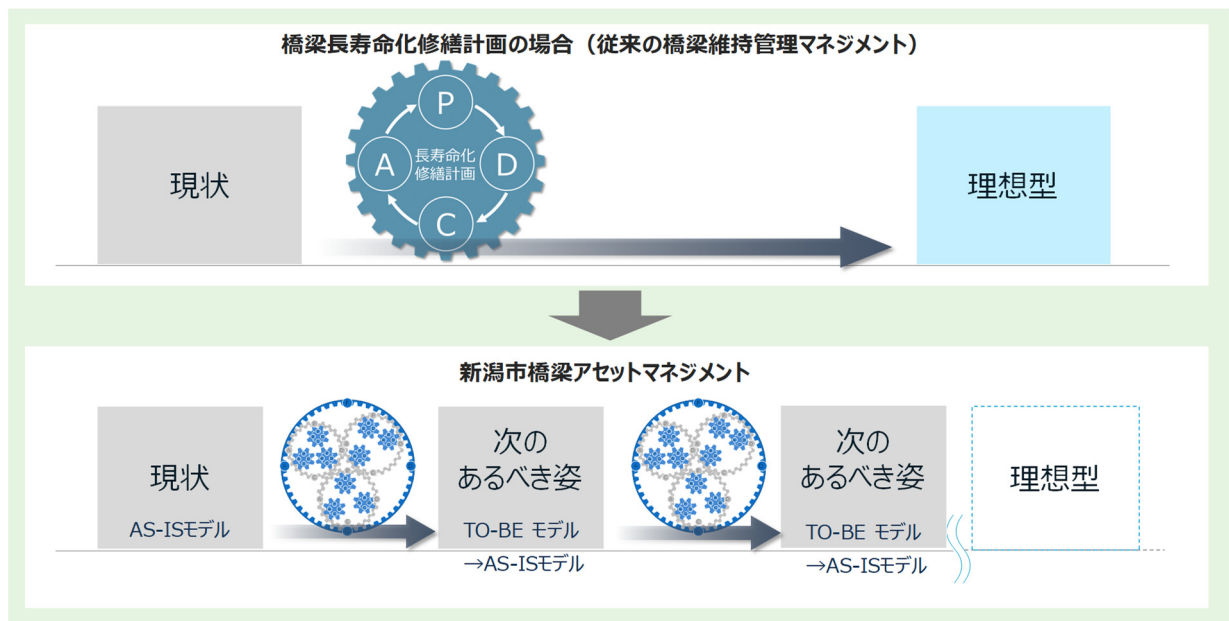 橋梁長寿命化修繕計画の場合（従来の橋梁維持管理マネジメント）
現状
P
A
長寿命化
修繕計画
D
C
理想型
新潟市橋梁アセットマネジメント
現状
AS-ISモデル
次の
あるべき姿
TO-BE モデル
→AS-ISモデル
次の
あるべき姿
TO-BE モデル
→AS-ISモデル
理想型